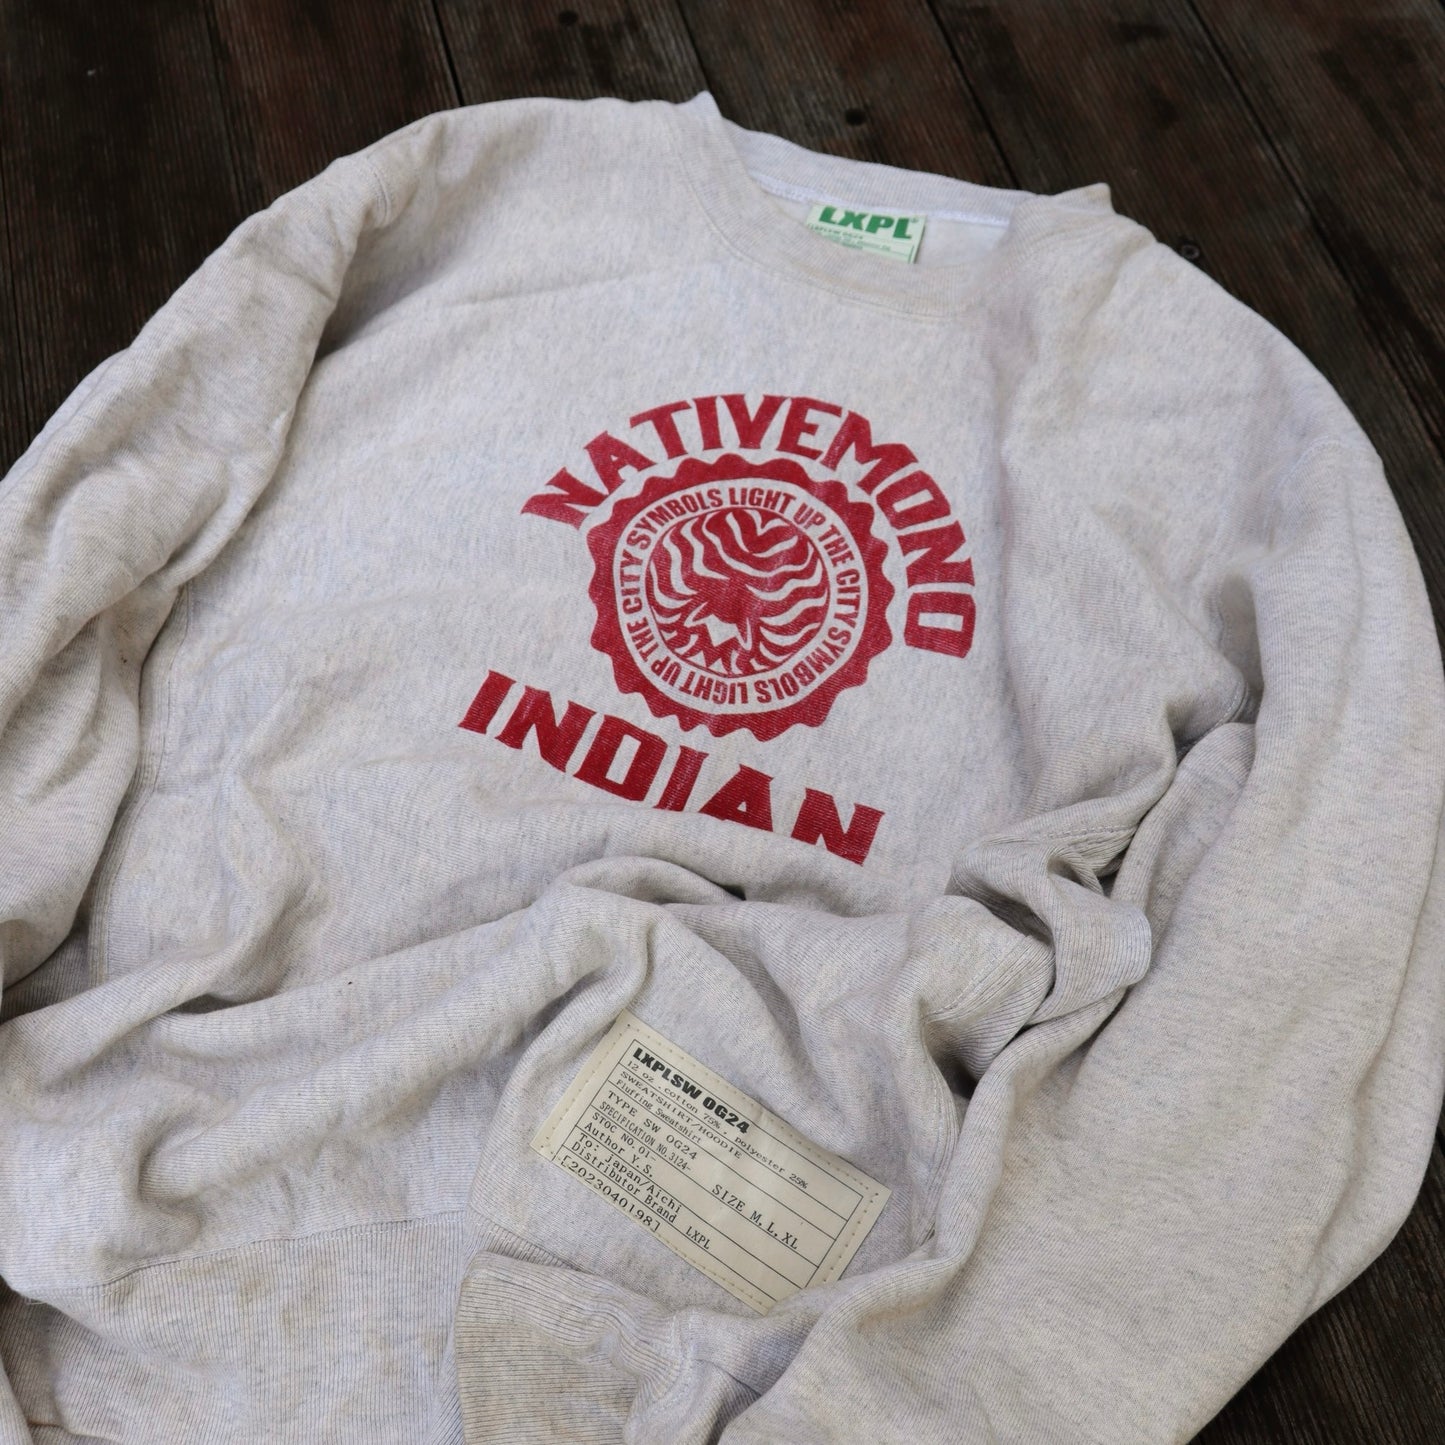 LXPL
NATIVEMOND
LIGHT UP THE CITY SYMBOLS LIGHT UP THE CITY SYMBOLS
INDIAN
LXPLSW OG24
12 oz . cotton 75% . polyester 25%
SWEATSHIRT/HOODIE
Fluffing Sweatshirt
TYPE SW OG24
SPECIFICATION NO.3124-
STOC NO.01- SIZE M, L, XL
Author Y.S.
To: japan/Aichi
Distributor Brand LXPL
[2023040198]